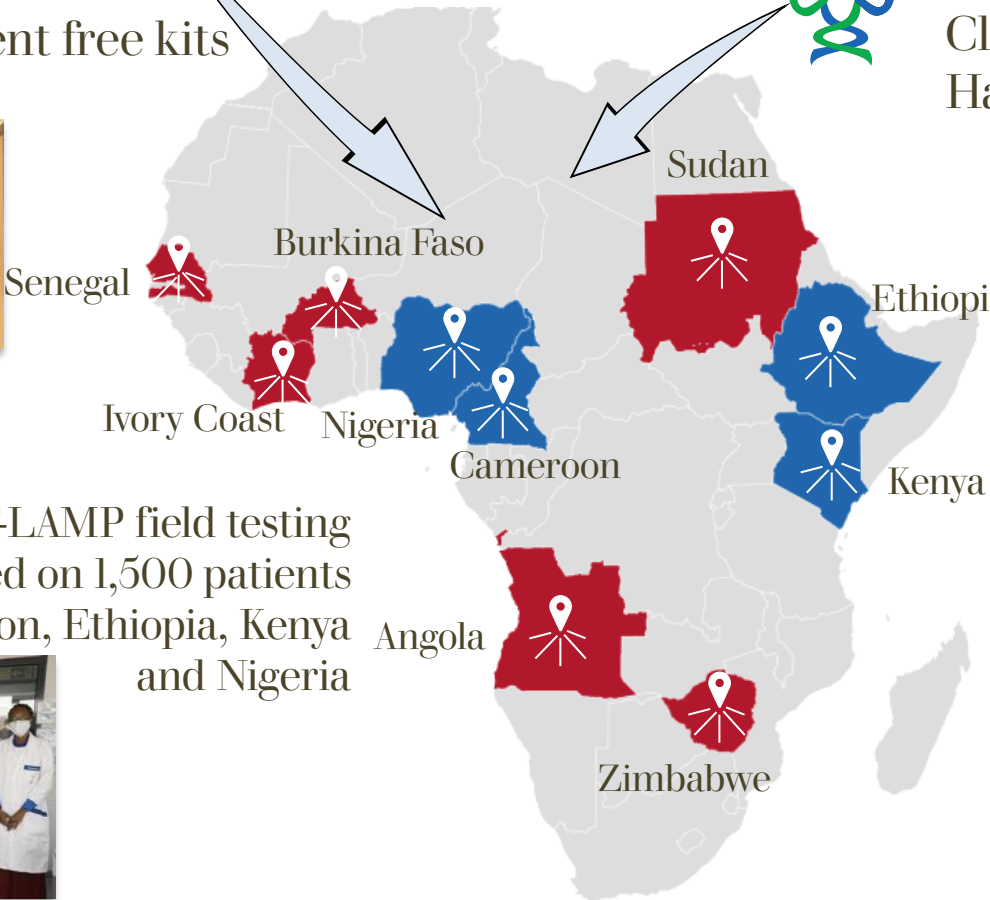 ent free kits
Cl
Ha
Sudan
Burkina Faso
Senegal
Ethiopi
Ivory Coast
Nigeria
Cameroon
Kenya
-LAMP field testing
ed on 1,500 patients
on, Ethiopia, Kenya
and Nigeria
Angola
Zimbabwe